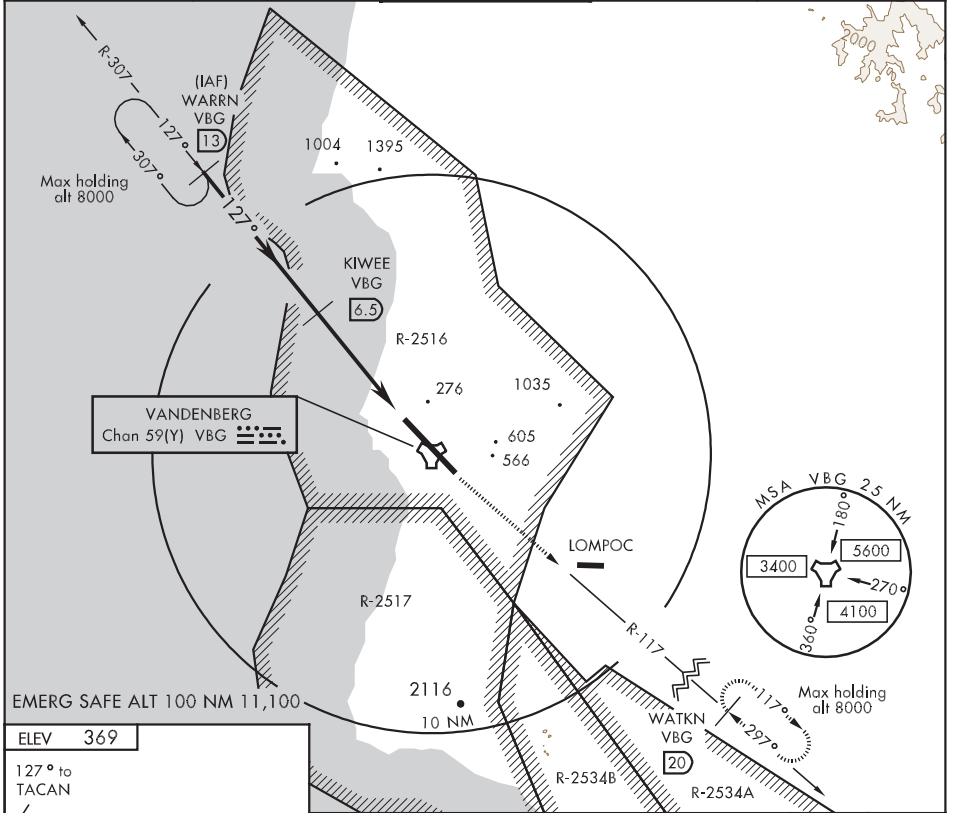 2000
R-307
(IAF)
WARRN
VBG
13
127°
307°
Max holding
alt 8000
1004
1395
127°
KIWEE
VBG
6.5
R-2516
276
1035
VANDENBERG
Chan 59(Y) VBG
605
566
MSA VBG 25 NM
180°
5600
3400
270°
4100
360°
LOMPOC
R-2517
R-117
EMERG SAFE ALT 100 NM 11,100
2116
10 NM
117°
297°
Max holding
alt 8000
WATKN
VBG
20
R-2534B
R-2534A
ELEV 369
127° to
TACAN